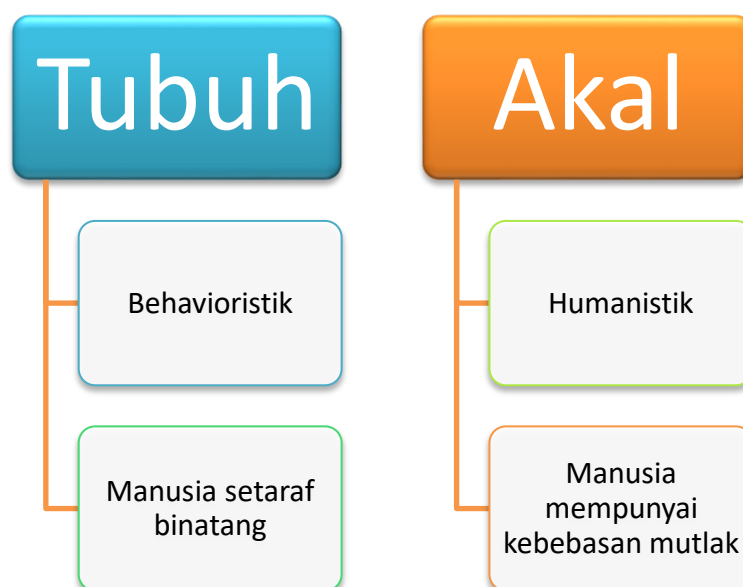 Tubuh
Behavioristik
Manusia setaraf
binatang
Akal
Humanistik
Manusia
mempunyai
kebebasan mutlak